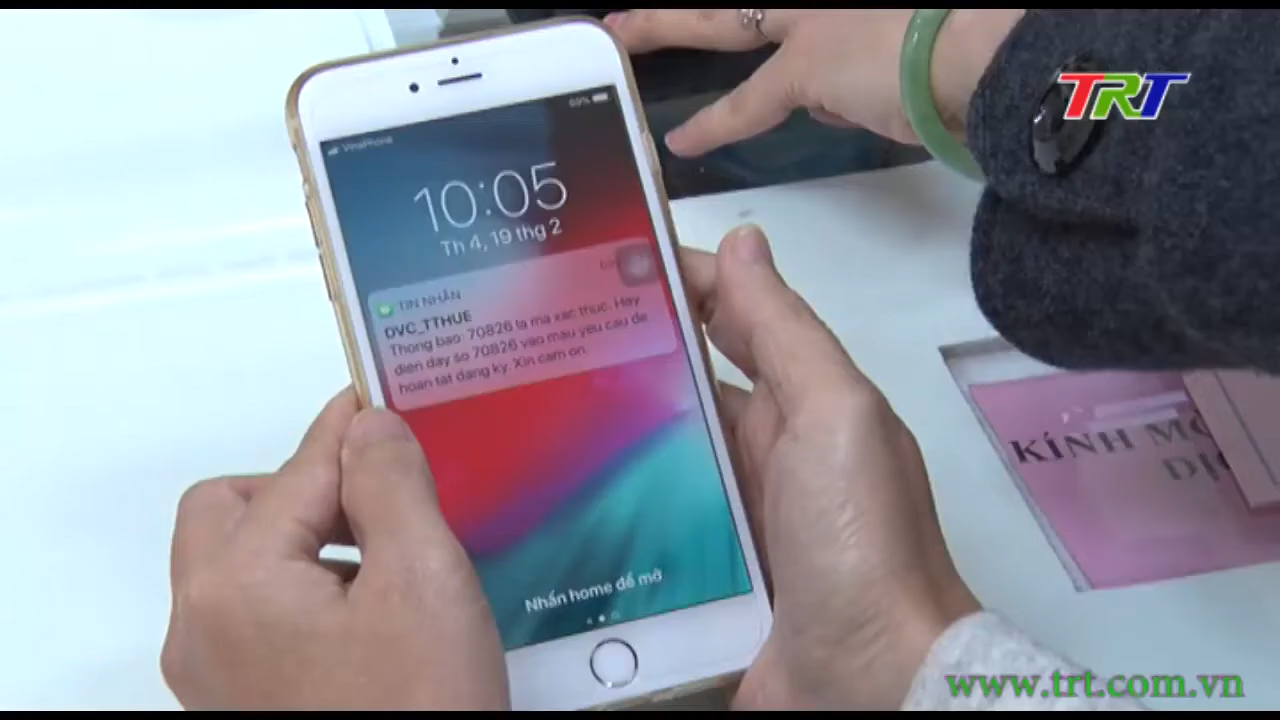 TRT
VinaPhone
69%
10:05
Th 4, 19 thg 2
TIN NHẮN
DVC_TTHUE
Thong bao: 70826 la ma xac thuc. Hay
dien day so 70826 vao mau yeu cau de
hoan tat dang ky. Xin cam on.
Nhấn home để mở
KÍNH
www.trt.com.vn